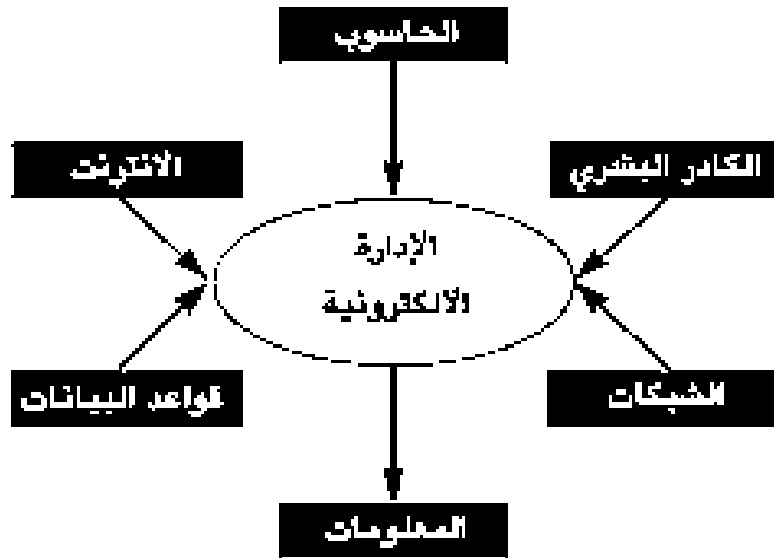 الحاسوب
الكادر البشري
الانترنت
الإدارة
الالكترونية
الشبكات
قواعد البيانات
المعلومات